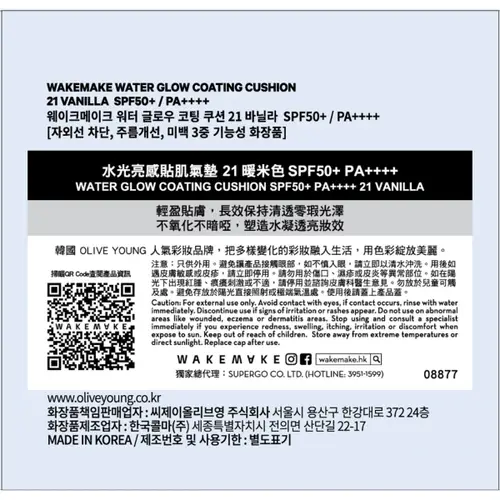 WAKEMAKE WATER GLOW COATING CUSHION
21 VANILLA SPF50+ / PA++++
웨이크메이크 워터 글로우 코팅 쿠션 21 바닐라 SPF50+ / PA++++
[자외선 차단, 주름개선, 미백 3중 기능성 화장품]
水光亮感貼肌氣墊 21 暖米色 SPF50+ PA++++
WATER GLOW COATING CUSHION SPF50+ PA++++ 21 VANILLA
輕盈貼膚，長效保持清透零瑕光澤
不氧化不暗啞，塑造水凝透亮妝效
韓國 OLIVE YOUNG 人氣彩妝品牌，把多樣變化的彩妝融入生活，用色彩綻放美麗。
掃瞄QR Code查閱產品資訊
WAKEMAKE
注意：只供外用。避免讓產品接觸眼部，如不慎入眼，請立即以清水沖洗。用後如
遇皮膚敏感或皮疹，請立即停用。請勿用於傷口、濕疹或皮炎等異常部位。如在陽
光下出現紅腫、痕癢刺激或不適，請停用並諮詢皮膚科醫生意見。勿放於兒童可觸
及處。避免存放於陽光直接照射或極端氣溫處。使用後請蓋上產品蓋。
Caution: For external use only. Avoid contact with eyes, if contact occurs, rinse with water
immediately. Discontinue use if signs of irritation or rashes appear. Do not use on abnormal
areas like wounded, eczema or dermatitis areas. Stop using and consult a specialist
immediately if you experience redness, swelling, itching, irritation or discomfort when
expose to sun. Keep out of reach of children. Store away from extreme temperatures or
direct sunlight. Replace cap after use.
WAKEMAKE wakemake.hk
獨家總代理：SUPERGO CO. LTD. (HOTLINE: 3951-1599)
08877
www.oliveyoung.co.kr
화장품책임판매업자 : 씨제이올리브영 주식회사 서울시 용산구 한강대로 372 24층
화장품제조업자 : 한국콜마(주) 세종특별자치시 전의면 산단길 22-17
MADE IN KOREA / 제조번호 및 사용기한 : 별도표기